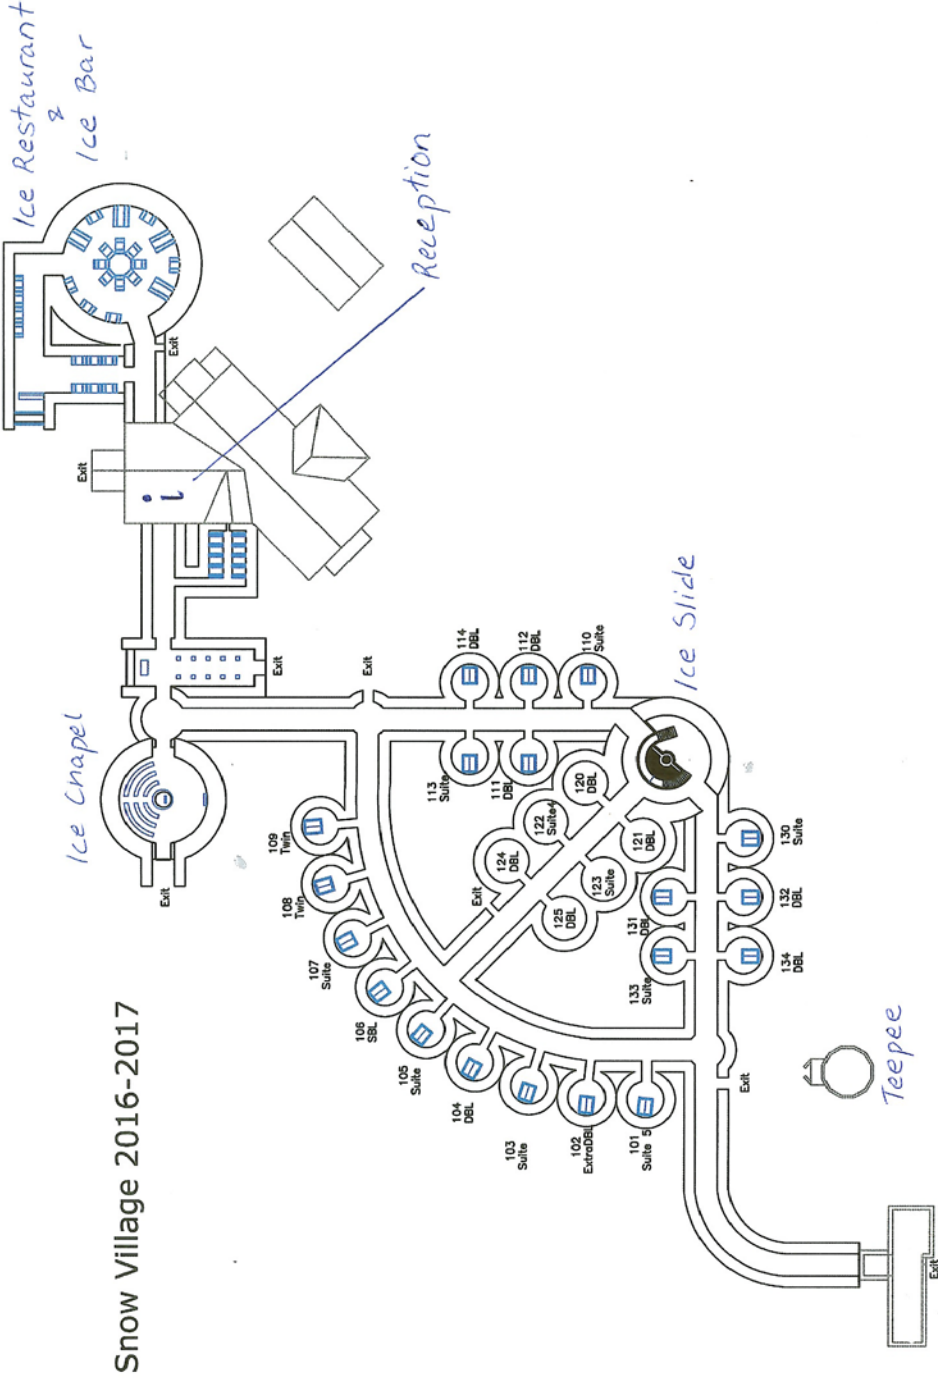 Snow Village 2016-2017
Ice Restaurant
&
Ice Bar
Reception
Ice Chapel
Ice Slide
Teepee
i
Exit
Exit
Exit
Exit
Exit
Exit
Exit
Exit
109
Twin
108
Twin
107
Suite
106
SBL
105
Suite
104
DBL
103
Suite
102
ExtraDBL
101
Suite 5
114
DBL
112
DBL
110
Suite
113
Suite
111
DBL
120
DBL
122
Suite4
124
DBL
121
DBL
123
Suite
125
DBL
131
DBL
133
Suite
130
Suite
132
DBL
134
DBL